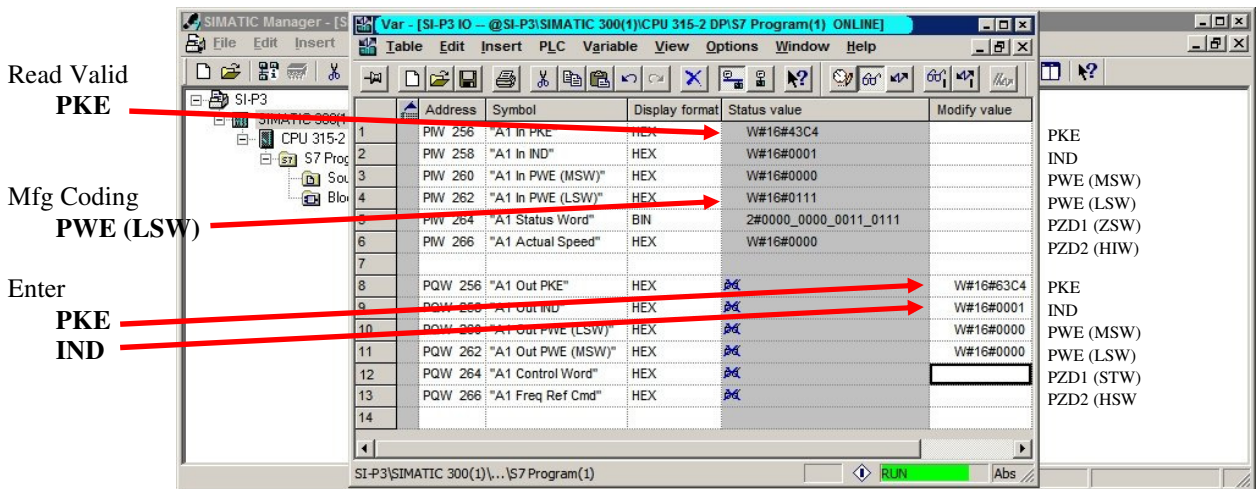 SIMATIC Manager - [S
File Edit Insert
SI-P3
SIMATIC 300(1
CPU 315-2
S7 Prog
Sou
Blo
Var - [SI-P3 IO -- @SI-P3\SIMATIC 300(1)\CPU 315-2 DP\S7 Program(1) ONLINE]
Table Edit Insert PLC Variable View Options Window Help
Address Symbol Display format Status value Modify value
1 PIW 256 "A1 In PKE" HEX W#16#43C4
2 PIW 258 "A1 In IND" HEX W#16#0001
3 PIW 260 "A1 In PWE (MSW)" HEX W#16#0000
4 PIW 262 "A1 In PWE (LSW)" HEX W#16#0111
5 PIW 264 "A1 Status Word" BIN 2#0000_0000_0011_0111
6 PIW 266 "A1 Actual Speed" HEX W#16#0000
7
8 PQW 256 "A1 Out PKE" HEX W#16#63C4
9 PQW 258 "A1 Out IND" HEX W#16#0001
10 PQW 260 "A1 Out PWE (LSW)" HEX W#16#0000
11 PQW 262 "A1 Out PWE (MSW)" HEX W#16#0000
12 PQW 264 "A1 Control Word" HEX
13 PQW 266 "A1 Freq Ref Cmd" HEX
14
SI-P3\SIMATIC 300(1)\...\S7 Program(1) RUN Abs
Read Valid
PKE
Mfg Coding
PWE (LSW)
Enter
PKE
IND
PKE
IND
PWE (MSW)
PWE (LSW)
PZD1 (ZSW)
PZD2 (HIW)
PKE
IND
PWE (MSW)
PWE (LSW)
PZD1 (STW)
PZD2 (HSW